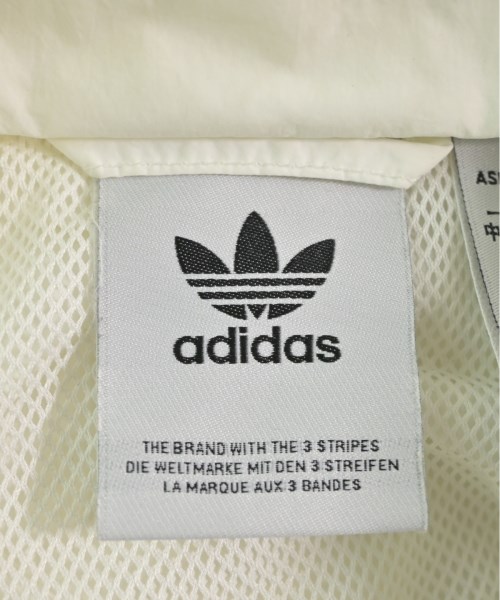 adidas
THE BRAND WITH THE 3 STRIPES
DIE WELTMARKE MIT DEN 3 STREIFEN
LA MARQUE AUX 3 BANDES